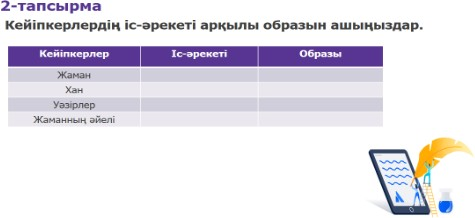 2-тапсырма
Кейіпкерлердің іс-әрекеті арқылы образын ашыңыздар.
Кейіпкерлер Іс-әрекеті Образы
Жаман
Хан
Уәзірлер
Жаманның әйелі